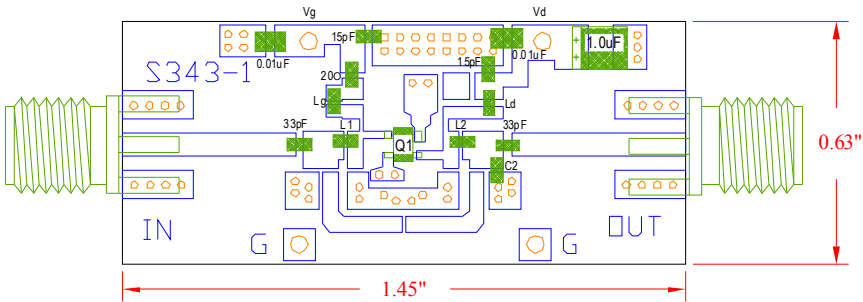 Vg
Vd
15pF
1.0uF
0.01uF
0.01uF
S343-1
20Ω
15pF
Lg
Ld
33pF
L1
L2
33pF
Q1
0.63"
C2
IN
G
G
OUT
1.45"